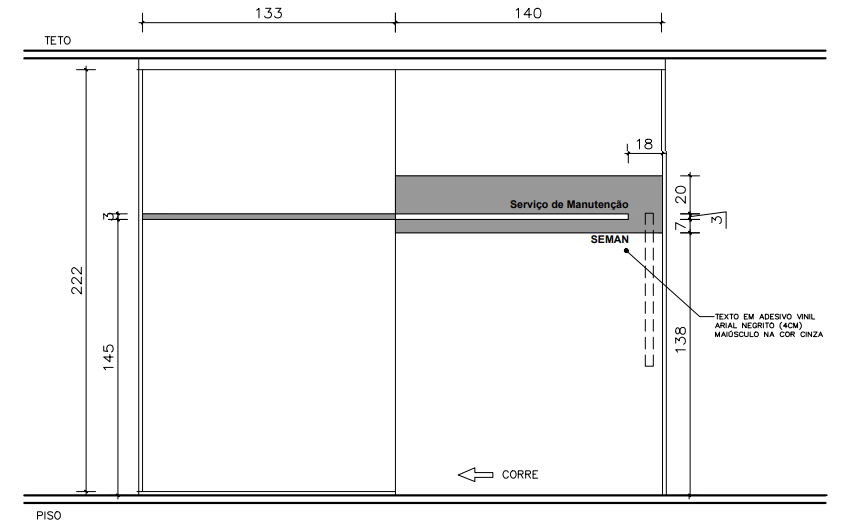 133
140
TETO
18
20
Serviço de Manutenção
3
3
7
SEMAN
222
TEXTO EM ADESIVO VINIL
ARIAL NEGRITO (4CM)
MAIÚSCULO NA COR CINZA
145
138
CORRE
PISO